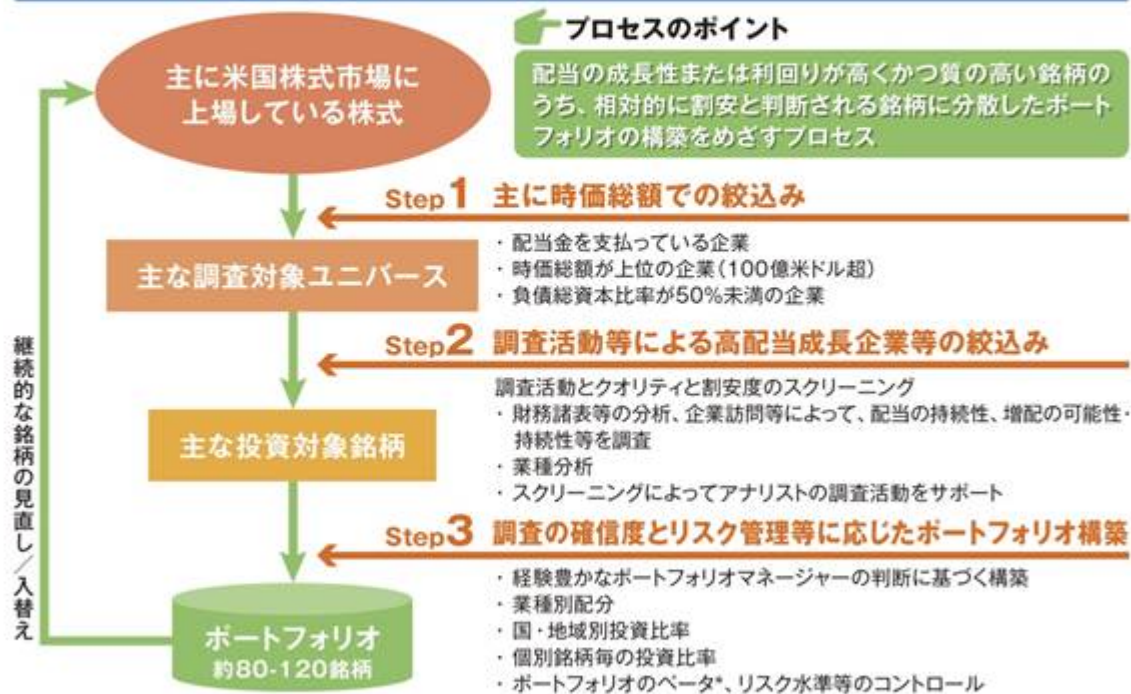 プロセスのポイント
配当の成長性または利回りが高くかつ質の高い銘柄の
うち、相対的に割安と判断される銘柄に分散したポート
フォリオの構築をめざすプロセス
主に米国株式市場に
上場している株式
Step1 主に時価総額での絞込み
・配当金を支払っている企業
・時価総額が上位の企業(100億米ドル超)
・負債総資本比率が50%未満の企業
主な調査対象ユニバース
Step2 調査活動等による高配当成長企業等の絞込み
調査活動とクオリティと割安度のスクリーニング
・財務諸表等の分析、企業訪問等によって、配当の持続性、増配の可能性・
持続性等を調査
・業種分析
・スクリーニングによってアナリストの調査活動をサポート
主な投資対象銘柄
Step3 調査の確信度とリスク管理等に応じたポートフォリオ構築
・経験豊かなポートフォリオマネージャーの判断に基づく構築
・業種別配分
・国・地域別投資比率
・個別銘柄毎の投資比率
・ポートフォリオのベータ*、リスク水準等のコントロール
ポートフォリオ
約80-120銘柄
継続的な銘柄の見直し/入替え